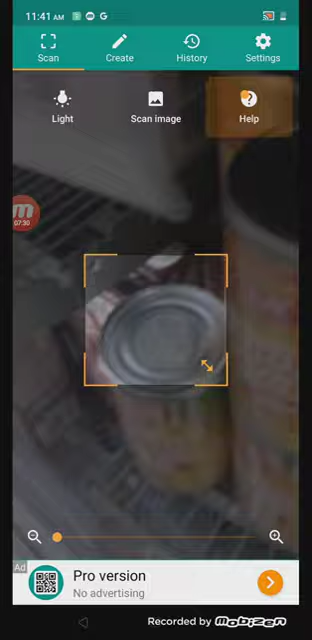 11:41 AM
Scan Create History Settings
Light Scan image Help
07:30
Ad
Pro version
No advertising
Recorded by Mobizen